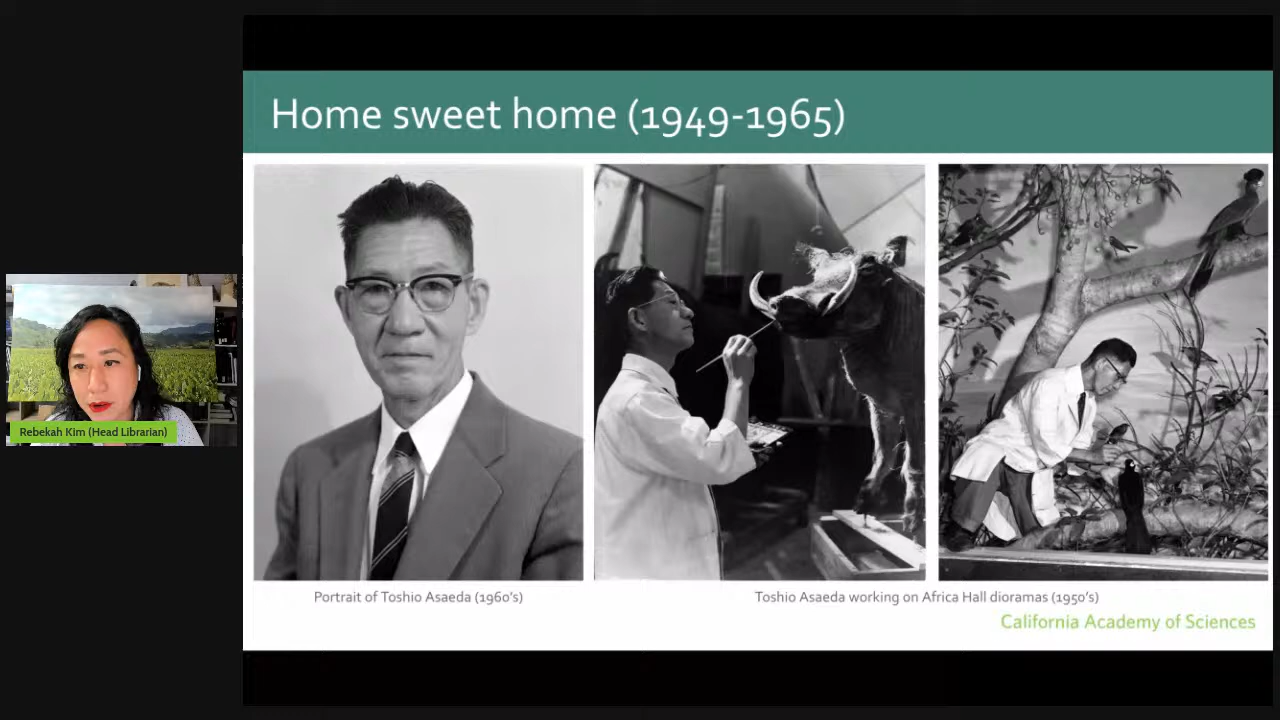 Home sweet home (1949-1965)
Rebekah Kim (Head Librarian)
Portrait of Toshio Asaeda (1960's)
Toshio Asaeda working on Africa Hall dioramas (1950's)
California Academy of Sciences